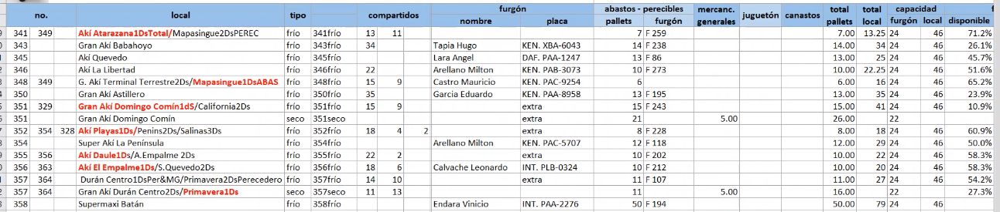 furgón abastos - perecibles mercanc. total total capacidad
no. local tipo compartidos nombre placa pallets furgón generales juguetón canastos pallets local furgón local disponible
341 349 Akí Atarazana1DsTotal/Mapasingue2DsPEREC frío 341frío 13 11 7 F 259 7.00 13.25 24 46 71.2%
343 Gran Akí Babahoyo frío 343frío 34 Tapia Hugo KEN. XBA-6043 14 F 238 14.00 34 24 46 26.1%
345 Akí Quevedo frío 345frío Lara Angel DAF. PAA-1247 13 F 86 13.00 25 24 46 45.7%
346 Akí La Libertad frío 346frío 22 Arellano Milton KEN. PAB-3073 10 F 273 10.00 22.25 24 46 51.6%
348 349 G. Akí Terminal Terrestre2Ds/Mapasingue1DsABAS frío 348frío 15 9 Castro Mauricio KEN. PAC-9254 6 6.00 16 24 46 65.2%
350 Gran Akí Astillero frío 350frío 35 Garcia Eduardo KEN. PAA-8958 13 F 195 13.00 35 24 46 23.9%
351 329 Gran Akí Domingo Comín1dS/California2Ds frío 351frío 15 9 extra 15 F 243 15.00 41 24 46 10.9%
351 Gran Akí Domingo Comín seco 351seco extra 21 5.00 26.00 22
352 354 328 Akí Playas1Ds/Penins2Ds/Salinas3Ds frío 352frío 18 4 2 extra 8 F 228 8.00 18 24 46 60.9%
354 Super Akí La Península frío 354frío Arellano Milton KEN. PAC-5707 12 F 118 12.00 29 24 46 50.0%
355 356 Akí Daule1Ds/A.Empalme 2Ds frío 355frío 22 2 extra 10 F 202 10.00 22 24 46 58.3%
356 363 Akí El Empalme1Ds/S.Quevedo2Ds frío 356frío 18 6 Calvache Leonardo INT. PLB-0324 10 F 212 10.00 20 24 46 58.3%
357 364 Durán Centro1DsPer&MG/Primavera2DsPerecedero frío 357frío 14 10 extra 11 F 107 11.00 27 24 46 54.2%
357 364 Gran Akí Durán Centro2Ds/Primavera1Ds seco 357seco 11 13 11 5.00 16.00 22 27.3%
358 Supermaxi Batán frío 358frío Endara Vinicio INT. PAA-2276 50 F 194 50.00 79 24 46